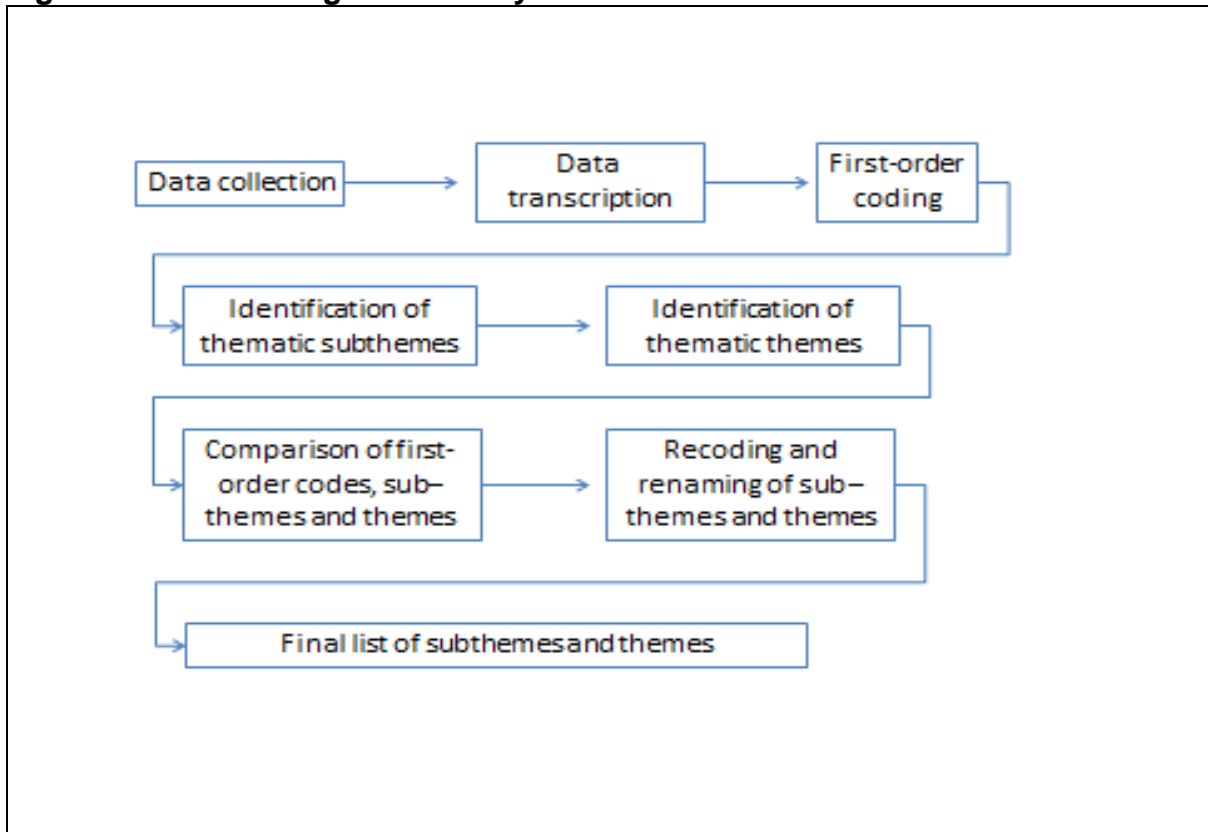 Data collection
Data
transcription
First-order
coding
Identification of
thematic subthemes
Identification of
thematic themes
Comparison of first-
order codes, sub–
themes and themes
Recoding and
renaming of sub–
themes and themes
Final list of subthemes and themes